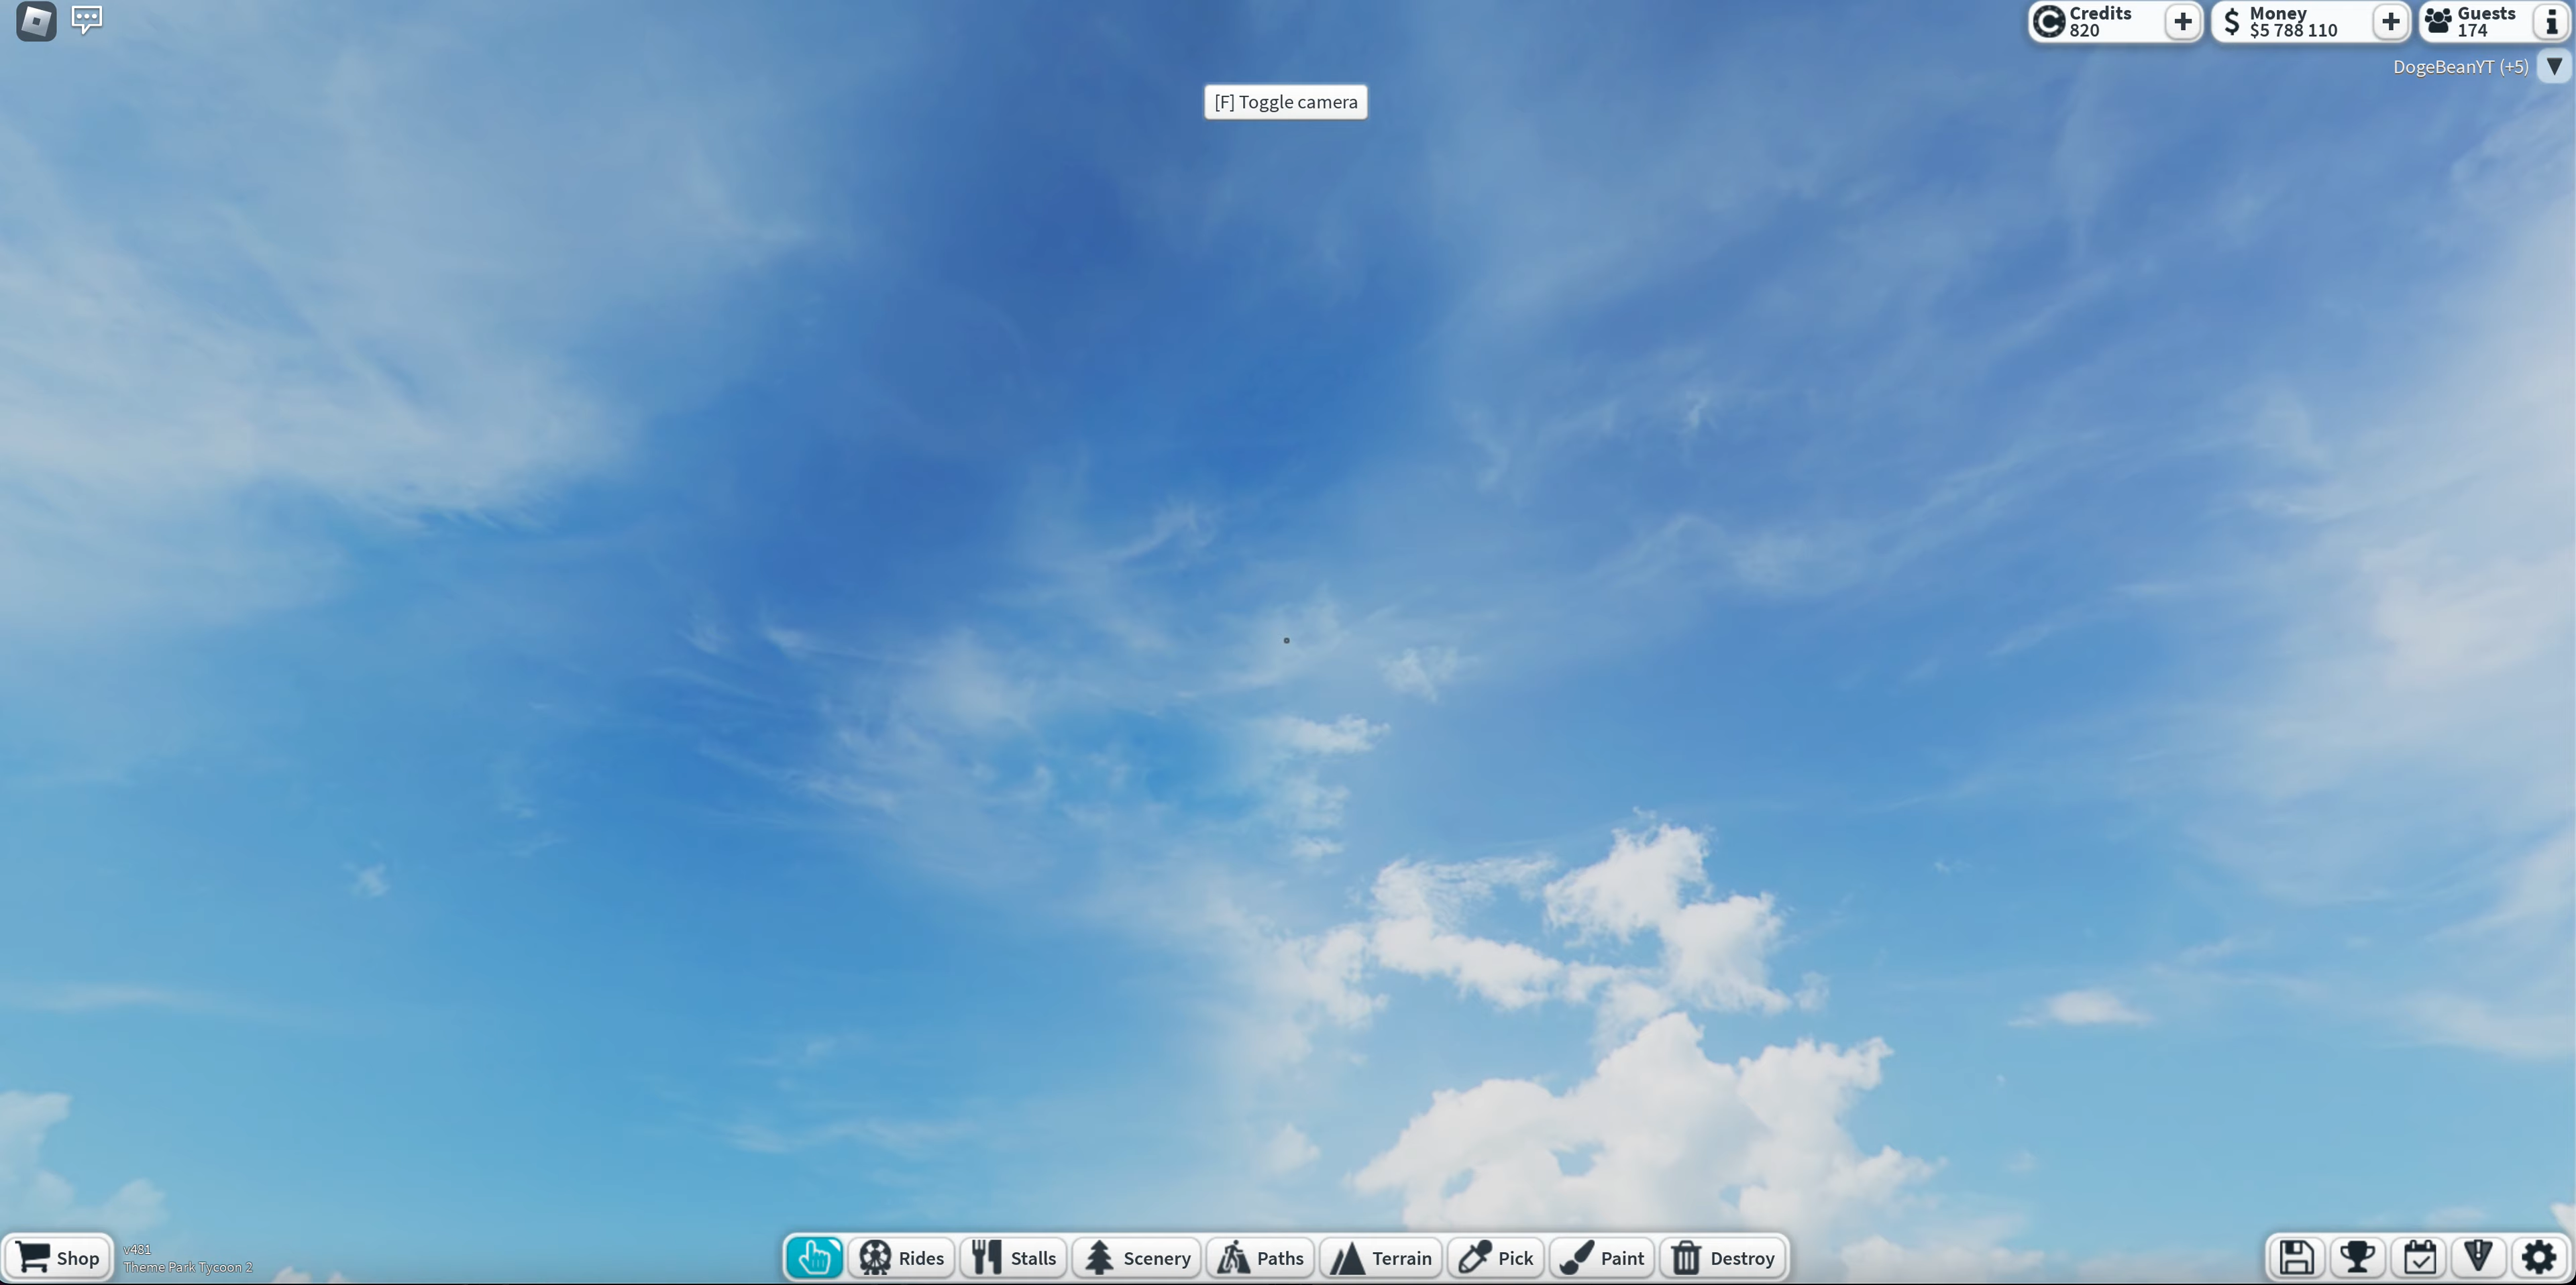 Credits
820
Money
$5 788 110
Guests
174
DogeBeanYT (+5)
[F] Toggle camera
Shop
v481
Theme Park Tycoon 2
Rides
Stalls
Scenery
Paths
Terrain
Pick
Paint
Destroy